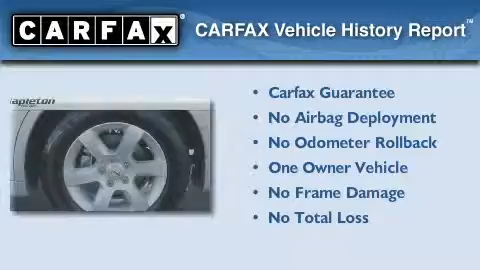 CARFAX CARFAX Vehicle History Report™
Carfax Guarantee
No Airbag Deployment
No Odometer Rollback
One Owner Vehicle
No Frame Damage
No Total Loss